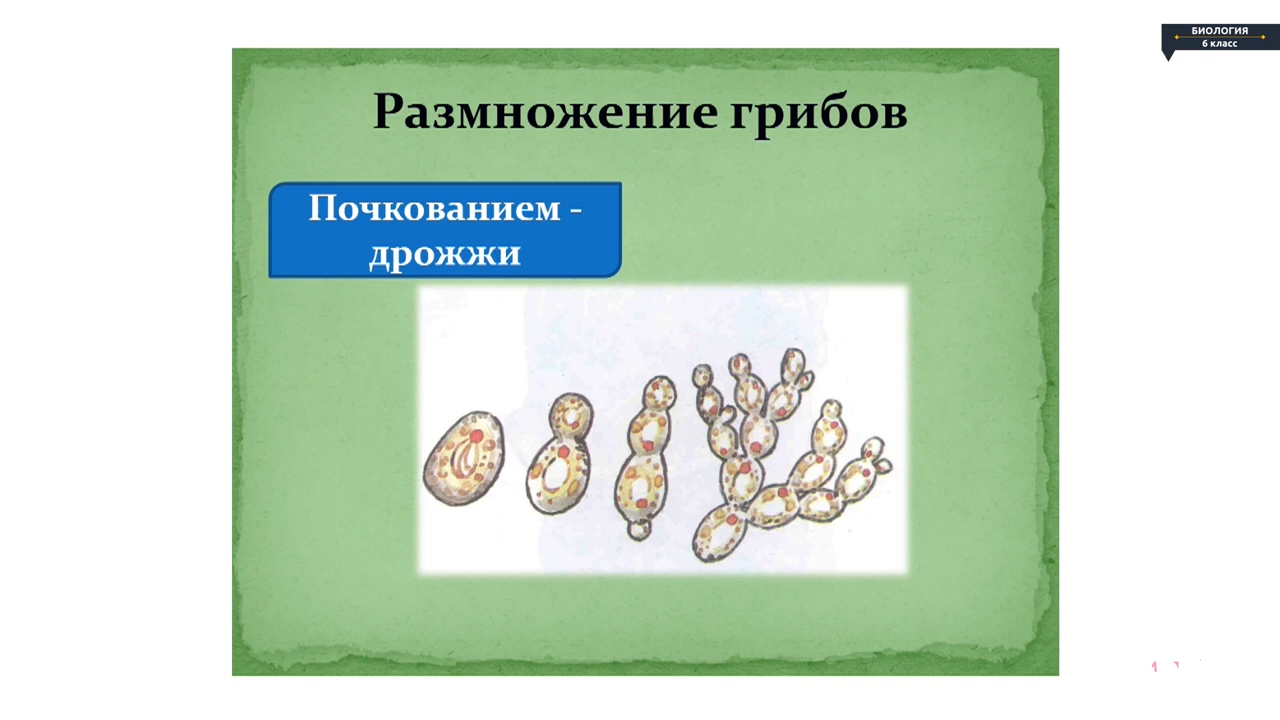 БИОЛОГИЯ
6 класс
Размножение грибов
Почкованием -
дрожжи